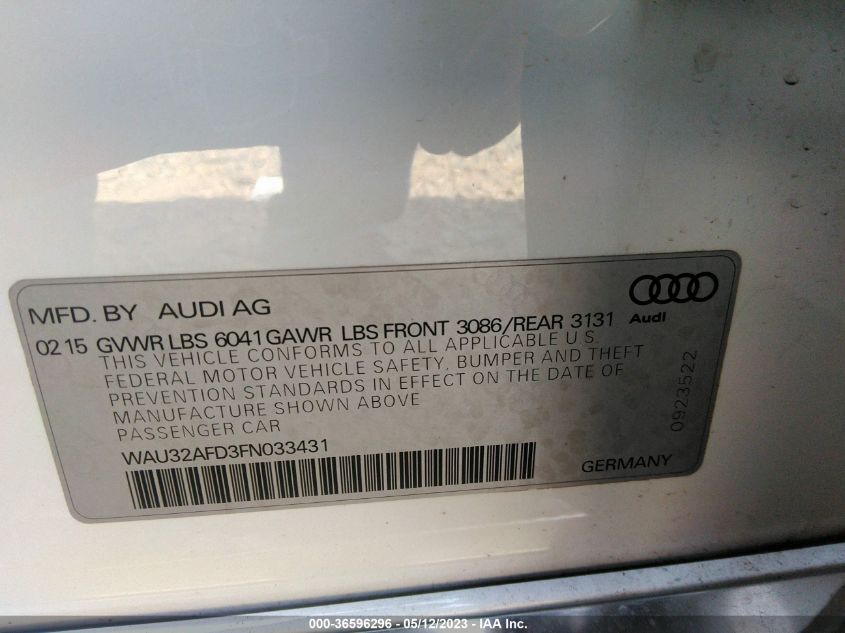 MFD. BY AUDI AG
02 15 GVWR LBS 6041 GAWR LBS FRONT 3086/REAR 3131
Audi
THIS VEHICLE CONFORMS TO ALL APPLICABLE U.S.
FEDERAL MOTOR VEHICLE SAFETY, BUMPER AND THEFT
PREVENTION STANDARDS IN EFFECT ON THE DATE OF
MANUFACTURE SHOWN ABOVE
PASSENGER CAR
0923522
WAU32AFD3FN033431
GERMANY
000-36596296 - 05/12/2023 - IAA Inc.